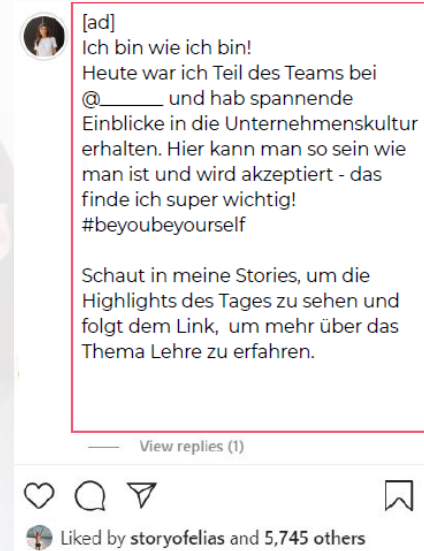 [ad]
Ich bin wie ich bin!
Heute war ich Teil des Teams bei
@______ und hab spannende
Einblicke in die Unternehmenskultur
erhalten. Hier kann man so sein wie
man ist und wird akzeptiert - das
finde ich super wichtig!
#beyoubeyourself
Schaut in meine Stories, um die
Highlights des Tages zu sehen und
folgt dem Link, um mehr über das
Thema Lehre zu erfahren.
View replies (1)
Liked by storyofelias and 5,745 others